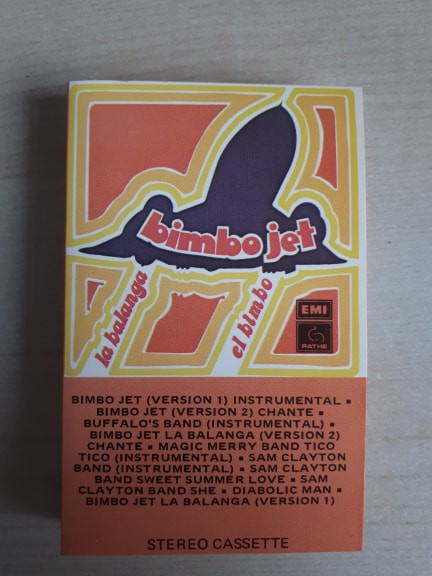 bimbo jet
la balanga
el bimbo
EMI
PATHE
BIMBO JET (VERSION 1) INSTRUMENTAL ▪
BIMBO JET (VERSION 2) CHANTE ▪
BUFFALO'S BAND (INSTRUMENTAL) ▪
BIMBO JET LA BALANGA (VERSION 2)
CHANTE ▪ MAGIC MERRY BAND TICO
TICO (INSTRUMENTAL) ▪ SAM CLAYTON
BAND (INSTRUMENTAL) ▪ SAM CLAYTON
BAND SWEET SUMMER LOVE ▪ SAM
CLAYTON BAND SHE ▪ DIABOLIC MAN ▪
BIMBO JET LA BALANGA (VERSION 1)
STEREO CASSETTE